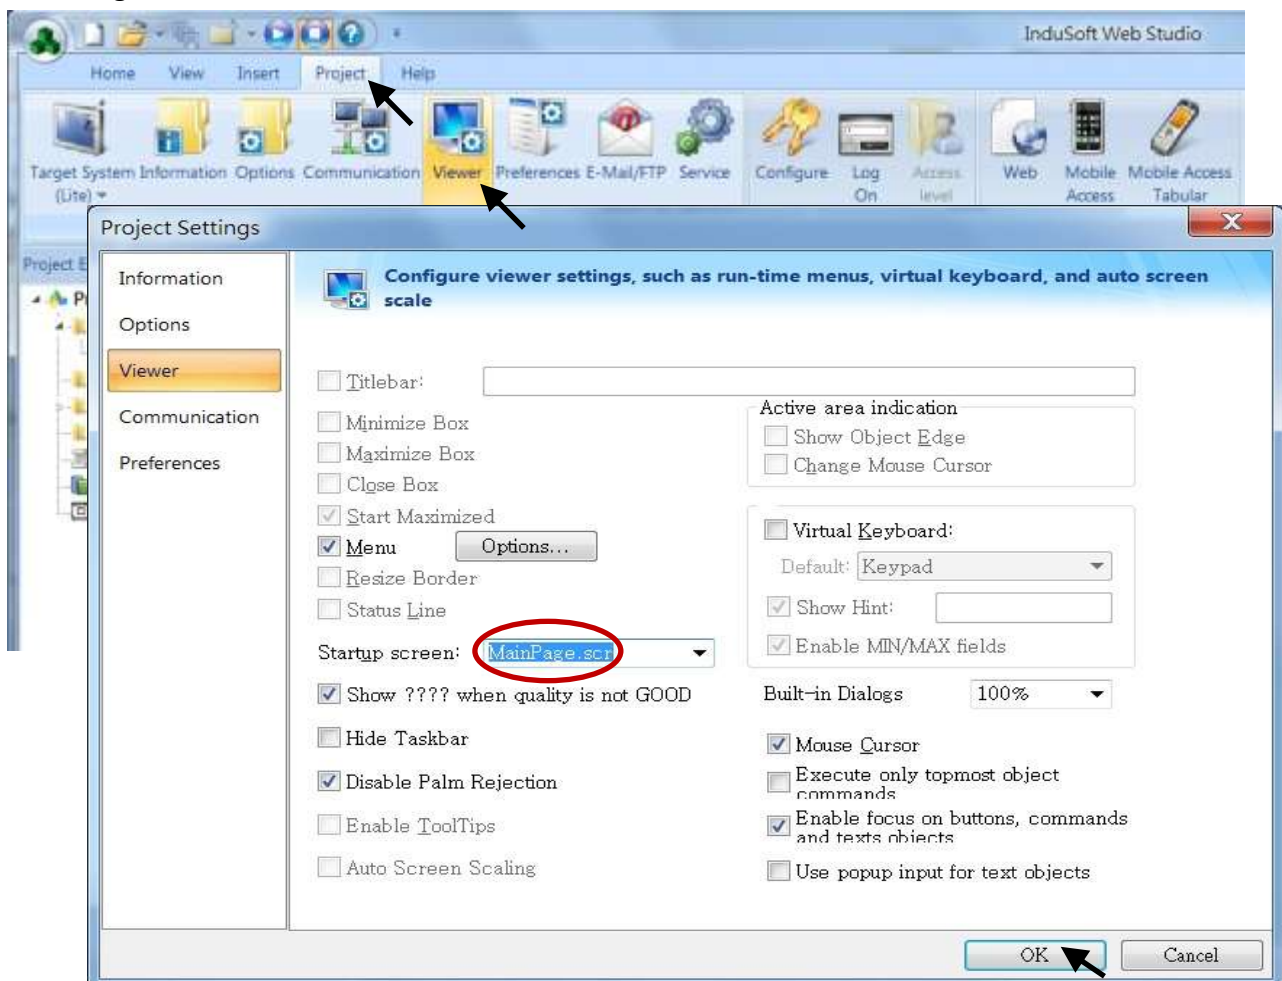 InduSoft Web Studio
Home View Insert Project Help
Target System (Lite) Information Options Communication Viewer Preferences E-Mail/FTP Service Configure Log On Access level Web Mobile Access Mobile Access Tabular
Project Settings
X
Project E
Information
Options
Viewer
Communication
Preferences
Configure viewer settings, such as run-time menus, virtual keyboard, and auto screen
scale
Titlebar:
Minimize Box
Maximize Box
Close Box
Start Maximized
Menu Options...
Resize Border
Status Line
Startup screen: MainPage.scr
Show ???? when quality is not GOOD
Hide Taskbar
Disable Palm Rejection
Enable ToolTips
Auto Screen Scaling
Active area indication
Show Object Edge
Change Mouse Cursor
Virtual Keyboard:
Default: Keypad
Show Hint:
Enable MIN/MAX fields
Built-in Dialogs 100%
Mouse Cursor
Execute only topmost object
commands
Enable focus on buttons, commands
and texts objects
Use popup input for text objects
OK Cancel